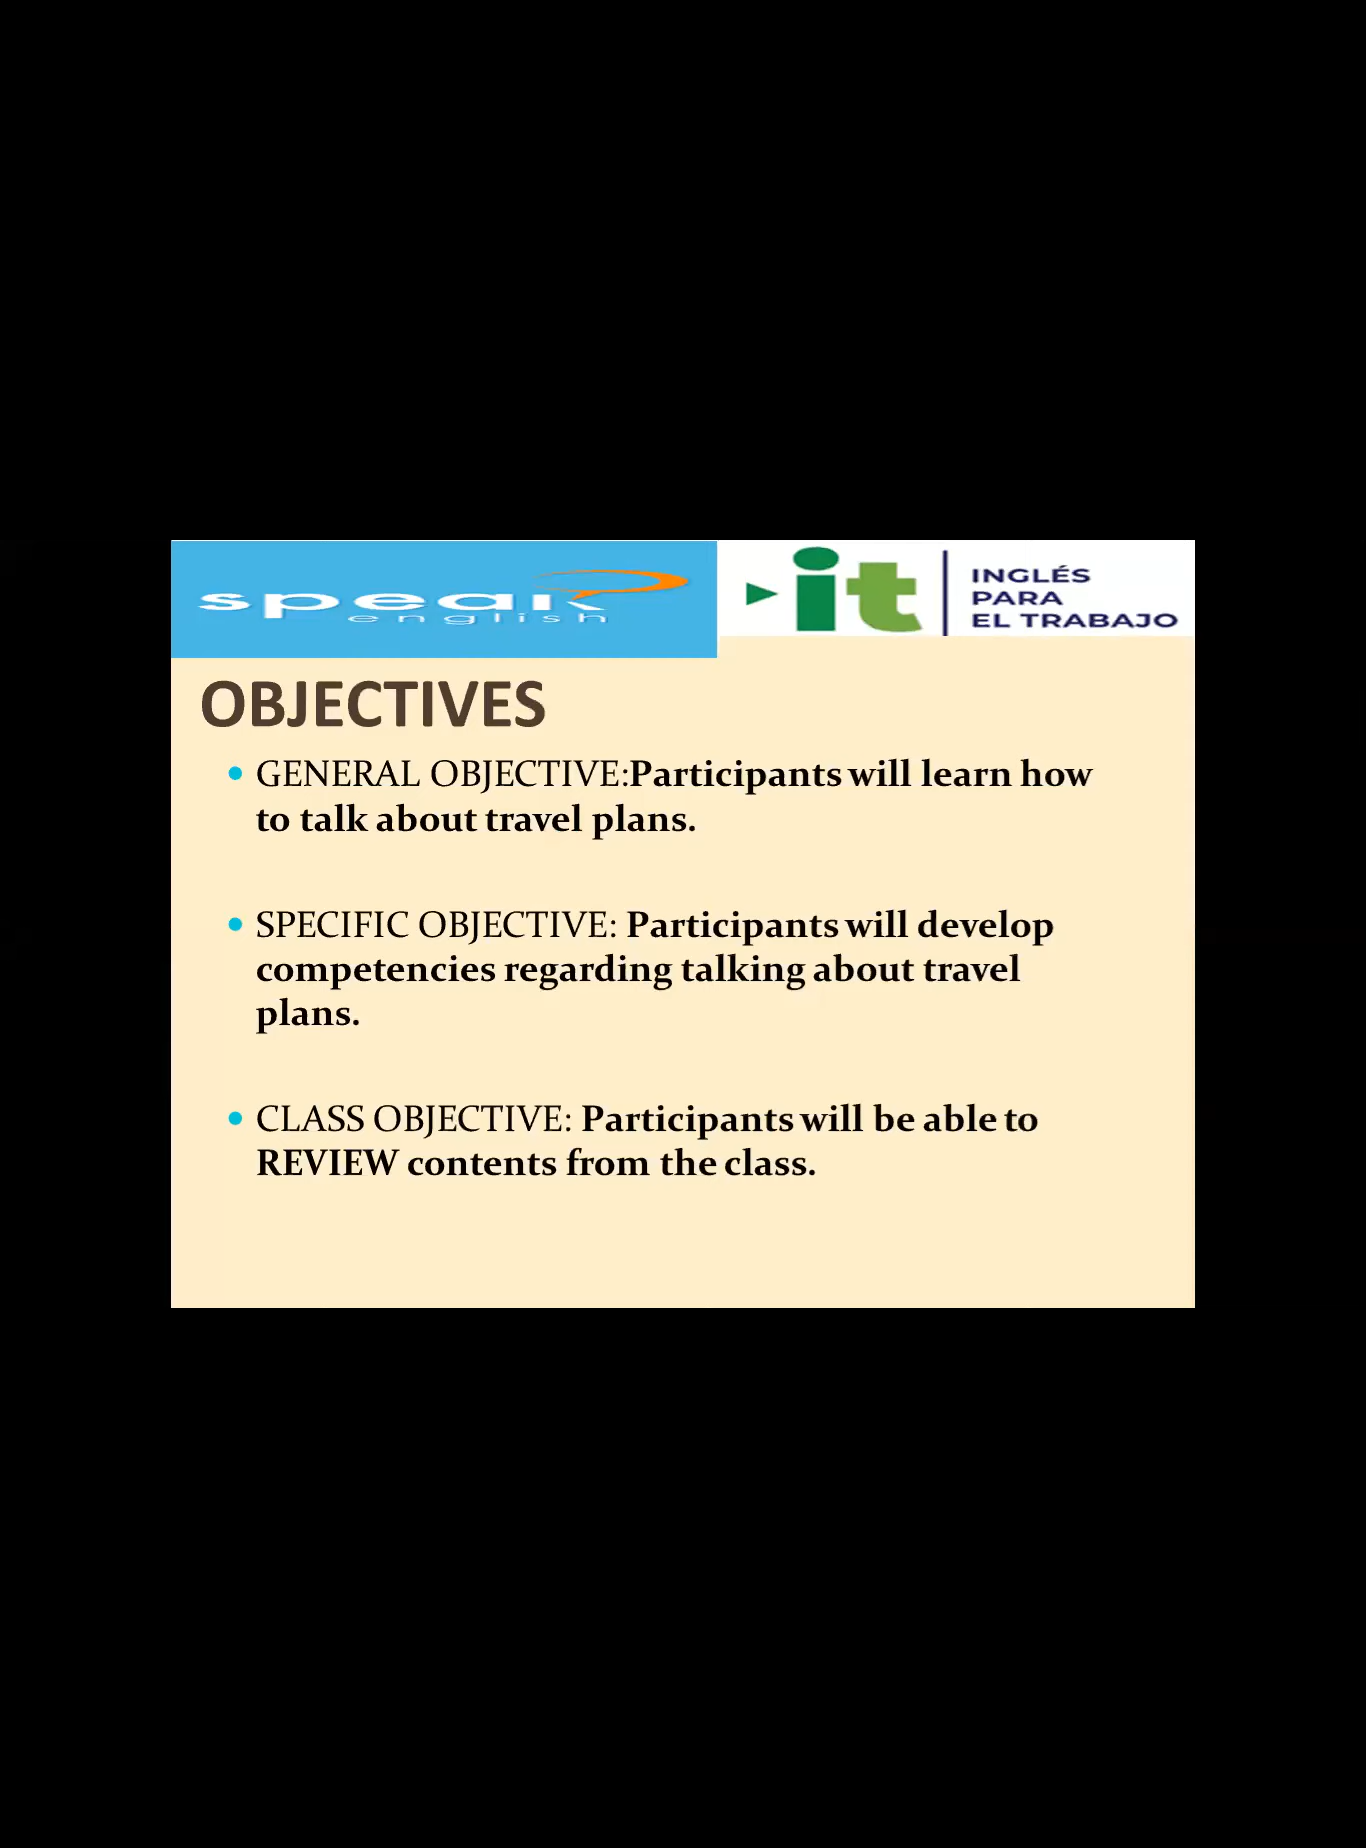 speak
english
it
INGLÉS
PARA
EL TRABAJO
OBJECTIVES
GENERAL OBJECTIVE:Participants will learn how
to talk about travel plans.
SPECIFIC OBJECTIVE: Participants will develop
competencies regarding talking about travel
plans.
CLASS OBJECTIVE: Participants will be able to
REVIEW contents from the class.